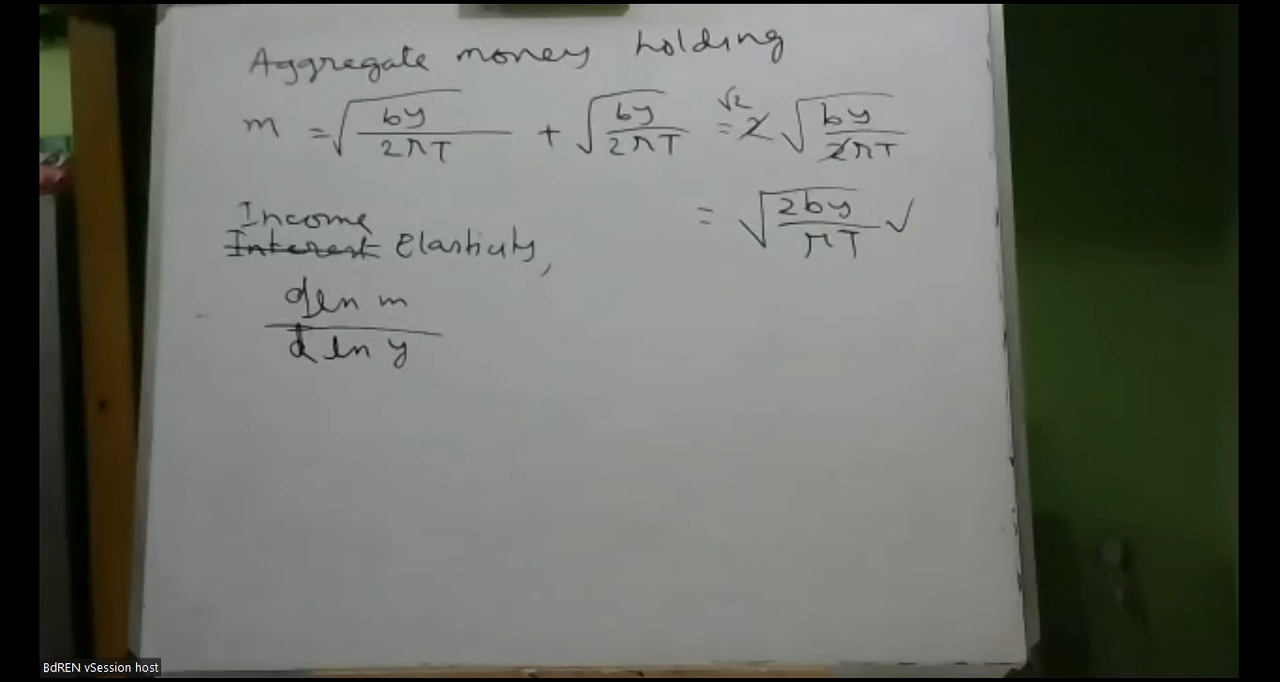 Aggregate money holding
m = √(by/2rT) + √(by/2rT) = √2 2 √(by/2rT)
= √(2by/rT) ✓
Income
Interest Elasticity,
d ln m
d ln y
BdREN vSession host